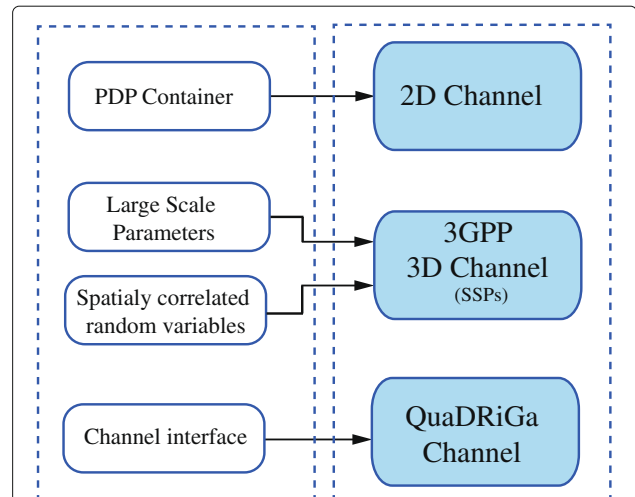 PDP Container
2D Channel
Large Scale
Parameters
3GPP
3D Channel
(SSPs)
Spatialy correlated
random variables
Channel interface
QuaDRiGa
Channel